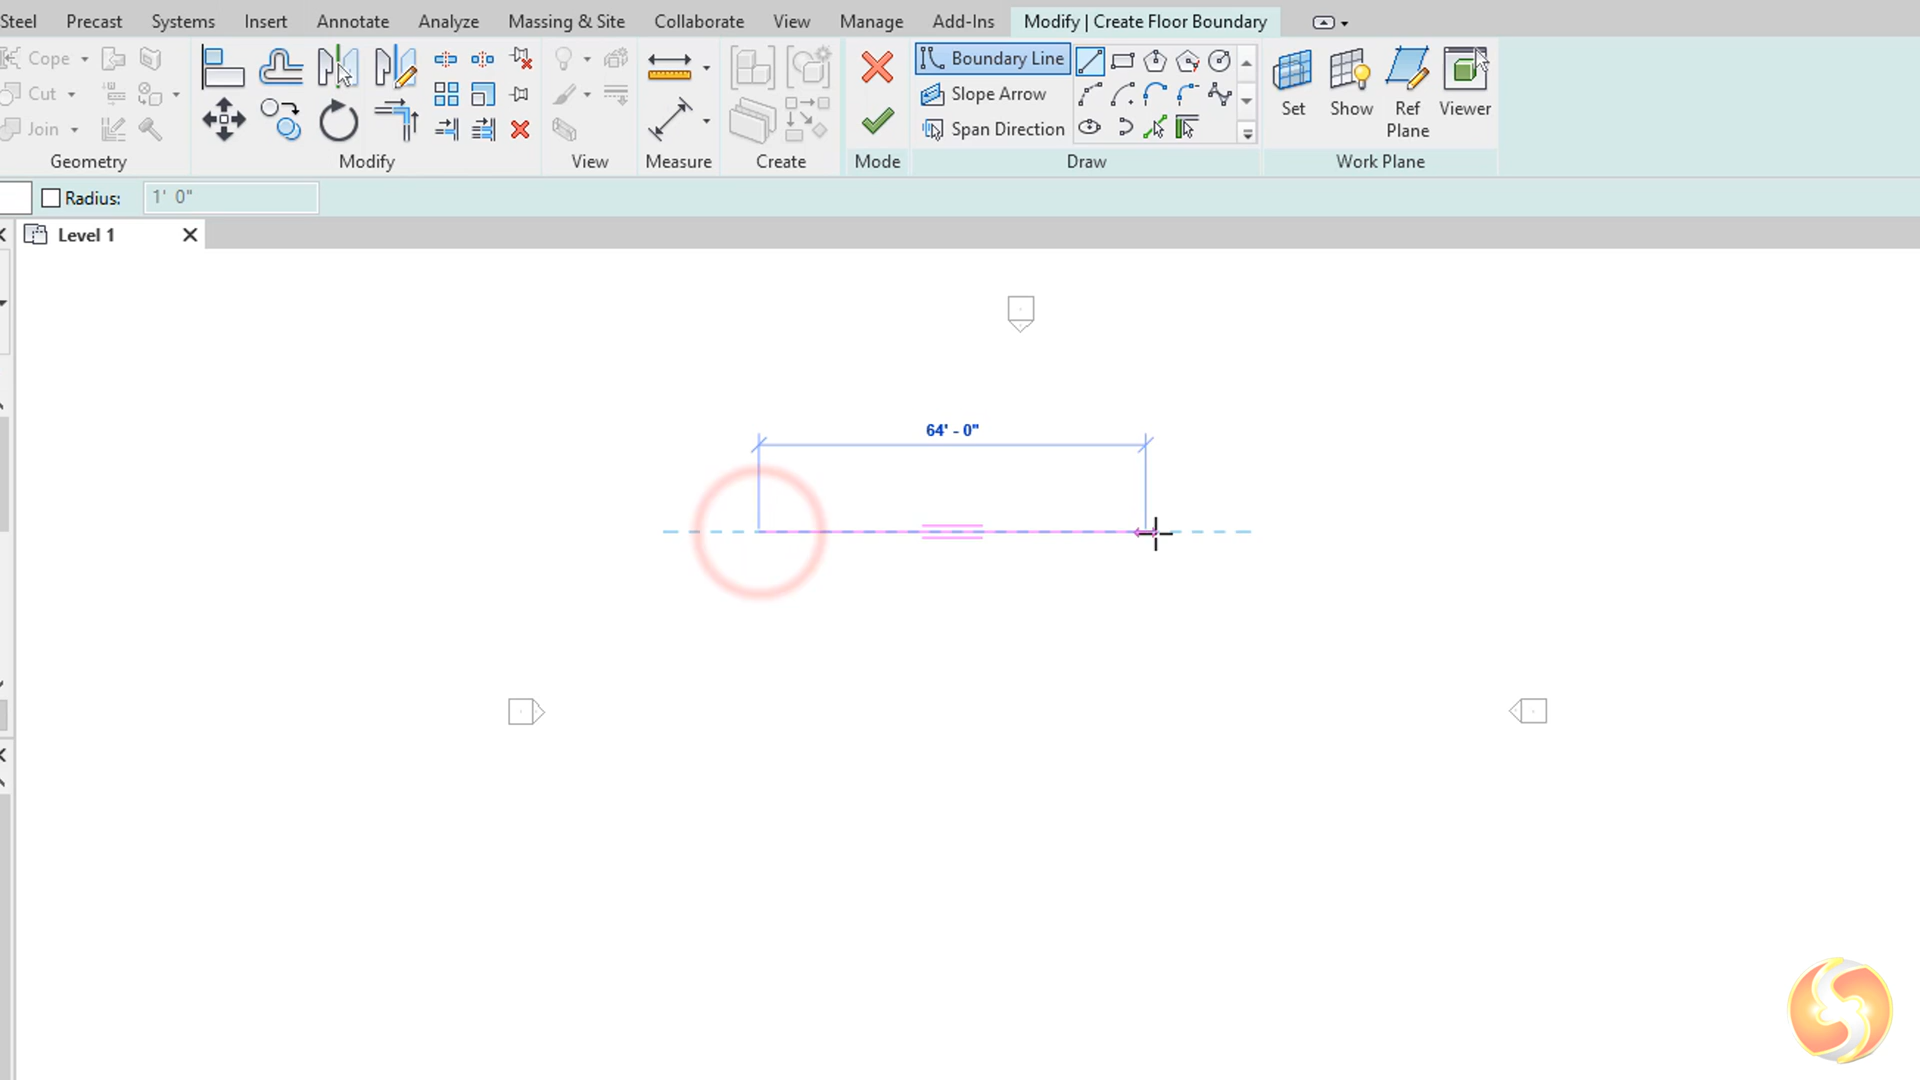 Steel Precast Systems Insert Annotate Analyze Massing & Site Collaborate View Manage Add-Ins Modify | Create Floor Boundary
Cope
Cut
Join
Geometry
Modify
View
Measure
Create
Mode
Boundary Line
Slope Arrow
Span Direction
Draw
Set
Show
Ref
Plane
Viewer
Work Plane
Radius: 1' 0"
Level 1
64' - 0"